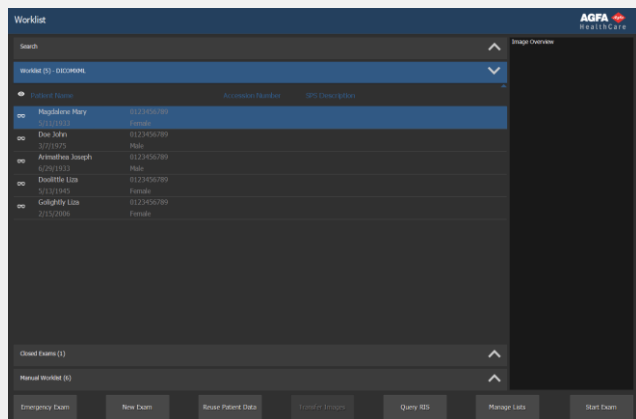 Worklist
AGFA
HealthCare
Search
Image Overview
Worklist (5) - DICOMXML
Patient Name Accession Number SPS Description
Magdalene Mary 0123456789
5/11/1933 Female
Doe John 0123456789
3/7/1975 Male
Arimathea Joseph 0123456789
6/29/1933 Male
Doolittle Liza 0123456789
5/13/1945 Female
Golightly Liza 0123456789
2/15/2006 Female
Closed Exams (1)
Manual Worklist (6)
Emergency Exam New Exam Reuse Patient Data Transfer Images Query RIS Manage Lists Start Exam